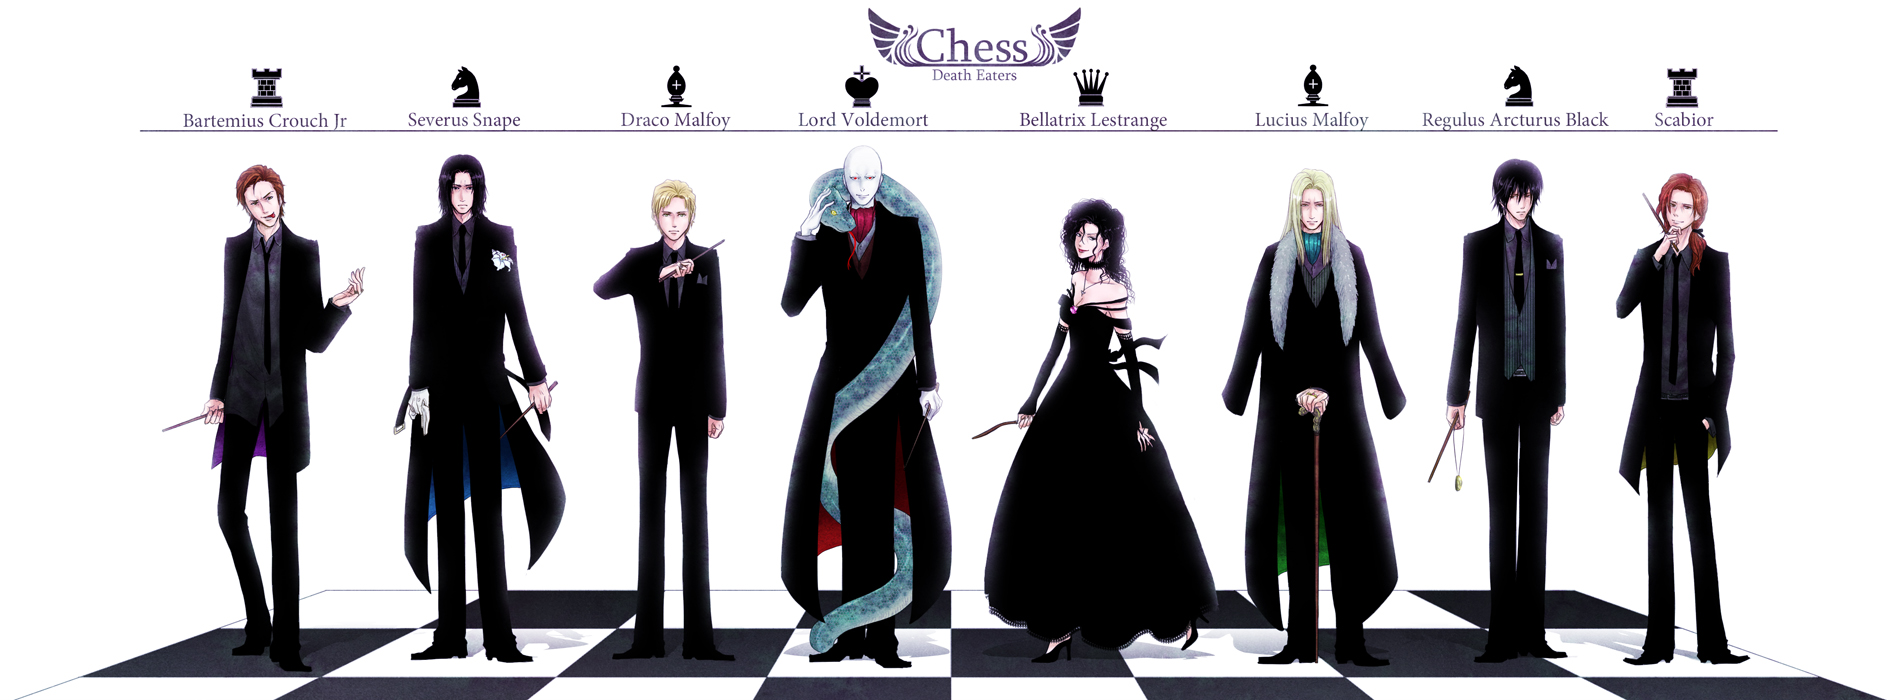 Chess
Death Eaters
Bartemius Crouch Jr
Severus Snape
Draco Malfoy
Lord Voldemort
Bellatrix Lestrange
Lucius Malfoy
Regulus Arcturus Black
Scabior